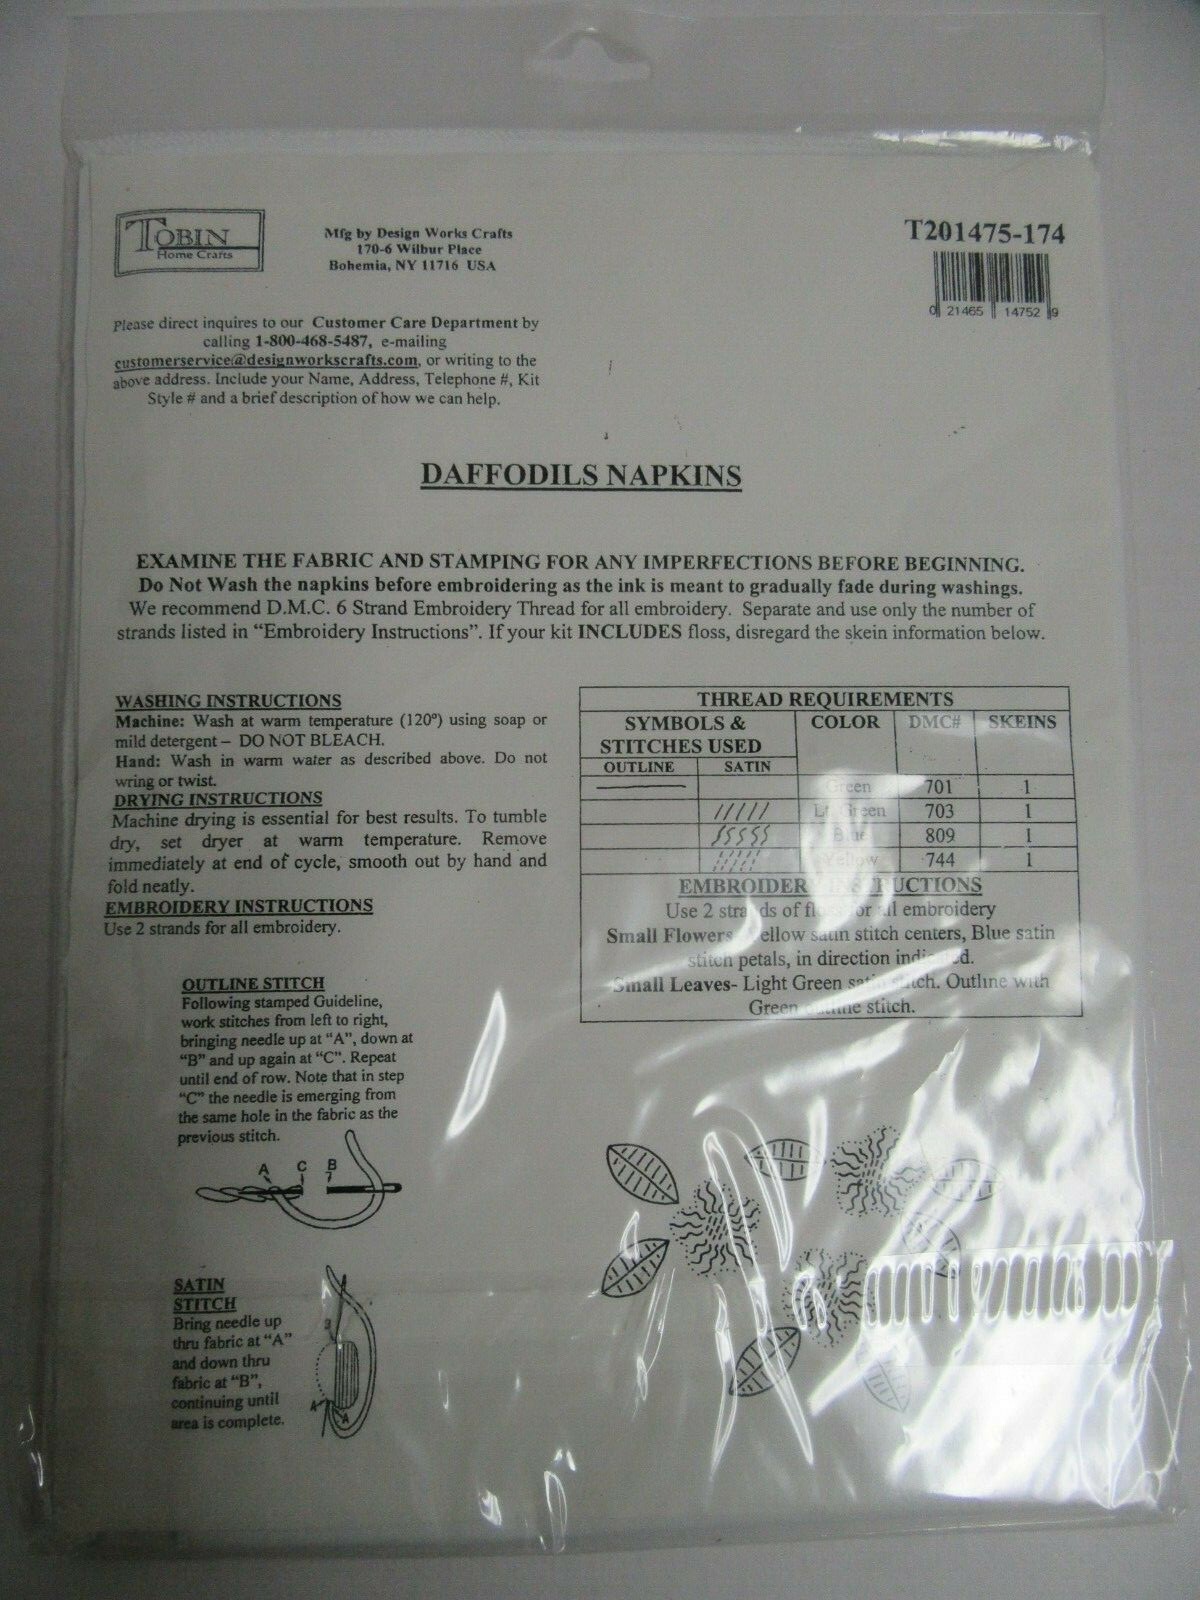 TOBIN
Home Crafts
Mfg by Design Works Crafts
170-6 Wilbur Place
Bohemia, NY 11716 USA
T201475-174
0 21465 14752 9
Please direct inquires to our Customer Care Department by
calling 1-800-468-5487, e-mailing
customerservice@designworkscrafts.com, or writing to the
above address. Include your Name, Address, Telephone #, Kit
Style # and a brief description of how we can help.
DAFFODILS NAPKINS
EXAMINE THE FABRIC AND STAMPING FOR ANY IMPERFECTIONS BEFORE BEGINNING.
Do Not Wash the napkins before embroidering as the ink is meant to gradually fade during washings.
We recommend D.M.C. 6 Strand Embroidery Thread for all embroidery. Separate and use only the number of
strands listed in “Embroidery Instructions”. If your kit INCLUDES floss, disregard the skein information below.
WASHING INSTRUCTIONS
Machine: Wash at warm temperature (120º) using soap or
mild detergent – DO NOT BLEACH.
Hand: Wash in warm water as described above. Do not
wring or twist.
DRYING INSTRUCTIONS
Machine drying is essential for best results. To tumble
dry, set dryer at warm temperature. Remove
immediately at end of cycle, smooth out by hand and
fold neatly.
EMBROIDERY INSTRUCTIONS
Use 2 strands for all embroidery.
THREAD REQUIREMENTS
SYMBOLS & STITCHES USED COLOR DMC# SKEINS
OUTLINE SATIN
Green 701 1
Lt. Green 703 1
Blue 809 1
Yellow 744 1
EMBROIDERY INSTRUCTIONS
Use 2 strands of floss for all embroidery
Small Flowers- Yellow satin stitch centers, Blue satin
stitch petals, in direction indicated.
Small Leaves- Light Green satin stitch. Outline with
Green outline stitch.
OUTLINE STITCH
Following stamped Guideline,
work stitches from left to right,
bringing needle up at “A”, down at
“B” and up again at “C”. Repeat
until end of row. Note that in step
“C” the needle is emerging from
the same hole in the fabric as the
previous stitch.
A C B
SATIN
STITCH
Bring needle up
thru fabric at “A”
and down thru
fabric at “B”,
continuing until
area is complete.
B
A
A